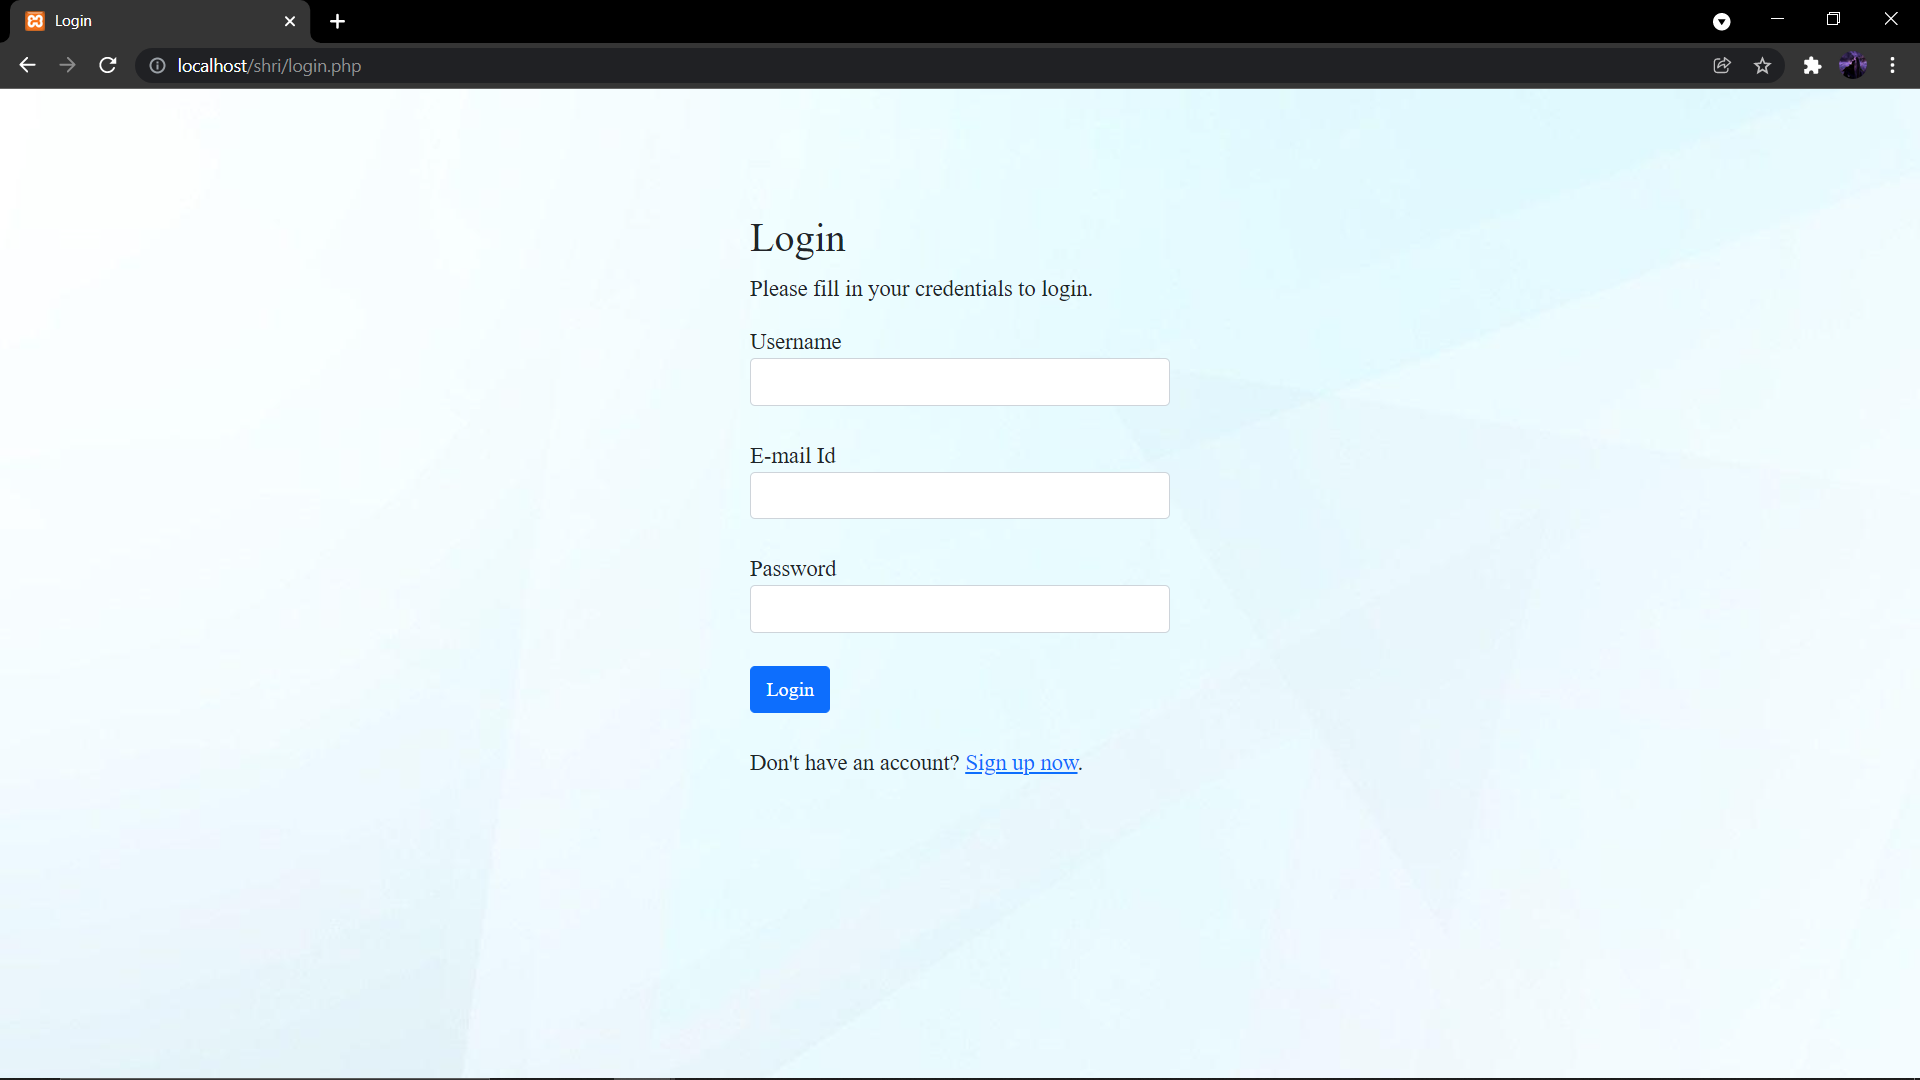 Login
localhost/shri/login.php
Login
Please fill in your credentials to login.
Username
E-mail Id
Password
Login
Don't have an account? Sign up now.